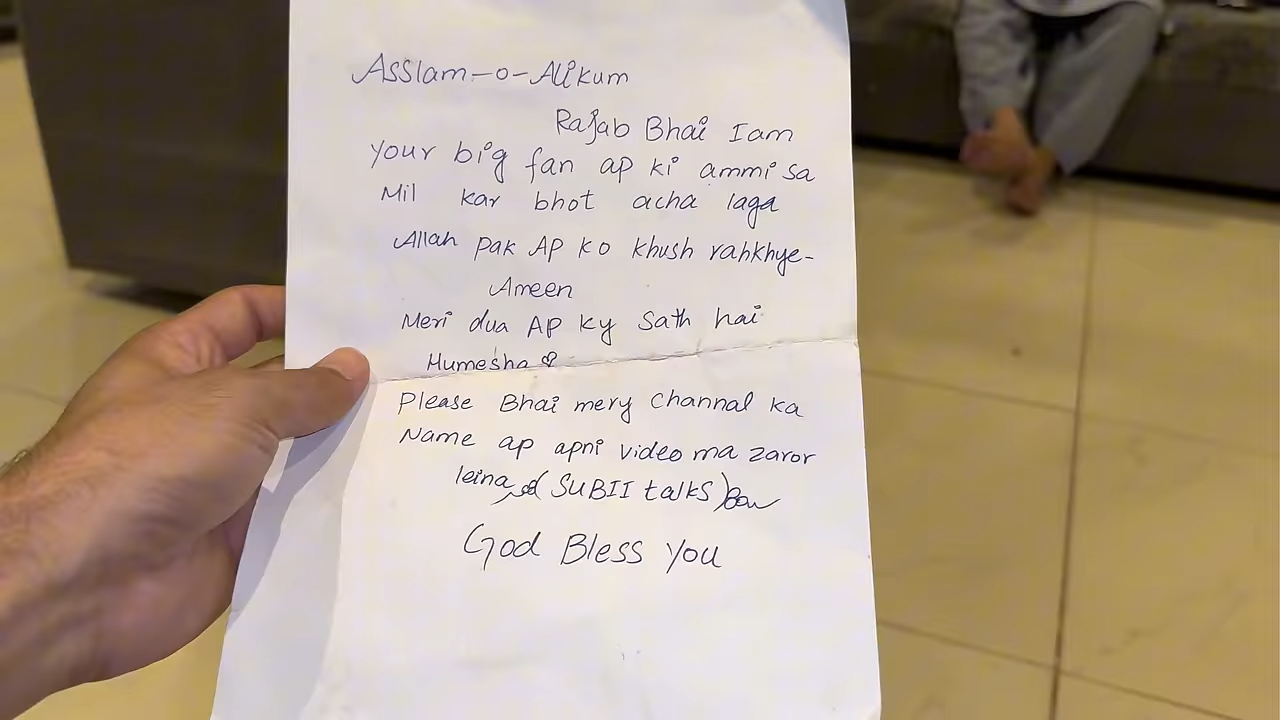 Asslam-o-Alikum
Rajab Bhai I am
your big fan ap ki ammi sa
Mil kar bhot acha laga
Allah pak AP ko khush rahkhye-
Ameen
Meri dua AP ky sath hai
Humesha ♡
Please Bhai mery channal ka
Name ap apni video ma zaror
leina (SUBII talks)
God Bless you